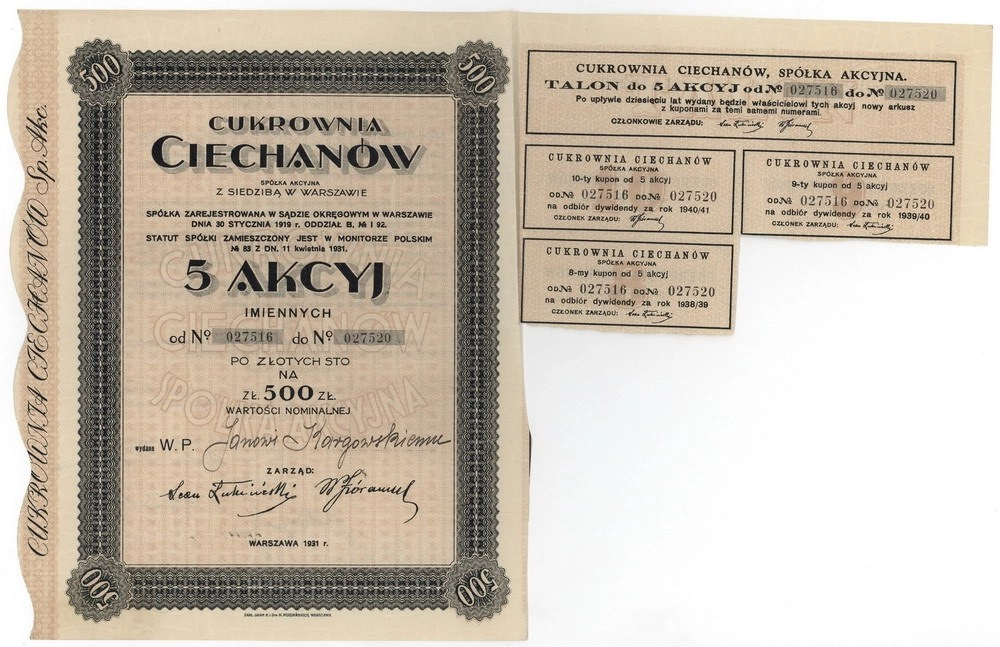 CUKROWNIA CIECHANÓW Sp. Akc.
500
500
CUKROWNIA
CIECHANÓW
SPÓŁKA AKCYJNA
Z SIEDZIBĄ W WARSZAWIE
SPÓŁKA ZAREJESTROWANA W SĄDZIE OKRĘGOWYM W WARSZAWIE
DNIA 30 STYCZNIA 1919 r. ODDZIAŁ B. № I 92.
STATUT SPÓŁKI ZAMIESZCZONY JEST W MONITORZE POLSKIM
№ 83 Z DN. 11 kwietnia 1931.
CUKROWNIA
5 AKCYJ
IMIENNYCH
od № 027516 do № 027520
CIECHANÓW
PO ZŁOTYCH STO
NA
ZŁ. 500 ZŁ.
SPÓŁKA AKCYJNA
WARTOŚCI NOMINALNEJ
wydane W. P. Janowi Kargowskiemu
ZARZĄD:
WARSZAWA 1931 r.
500
500
CUKROWNIA CIECHANÓW, SPÓŁKA AKCYJNA.
TALON do 5 AKCYJ od № 027516 do № 027520
Po upływie dziesięciu lat wydany będzie właścicielowi tych akcyj nowy arkusz
z kuponami za temi samemi numerami.
CZŁONKOWIE ZARZĄDU:
CUKROWNIA CIECHANÓW
SPÓŁKA AKCYJNA
10-ty kupon od 5 akcyj
OD № 027516 DO № 027520
na odbiór dywidendy za rok 1940/41
CZŁONEK ZARZĄDU:
CUKROWNIA CIECHANÓW
SPÓŁKA AKCYJNA
9-ty kupon od 5 akcyj
OD № 027516 DO № 027520
na odbiór dywidendy za rok 1939/40
CZŁONEK ZARZĄDU:
CUKROWNIA CIECHANÓW
SPÓŁKA AKCYJNA
8-my kupon od 5 akcyj
OD № 027516 DO № 027520
na odbiór dywidendy za rok 1938/39
CZŁONEK ZARZĄDU: